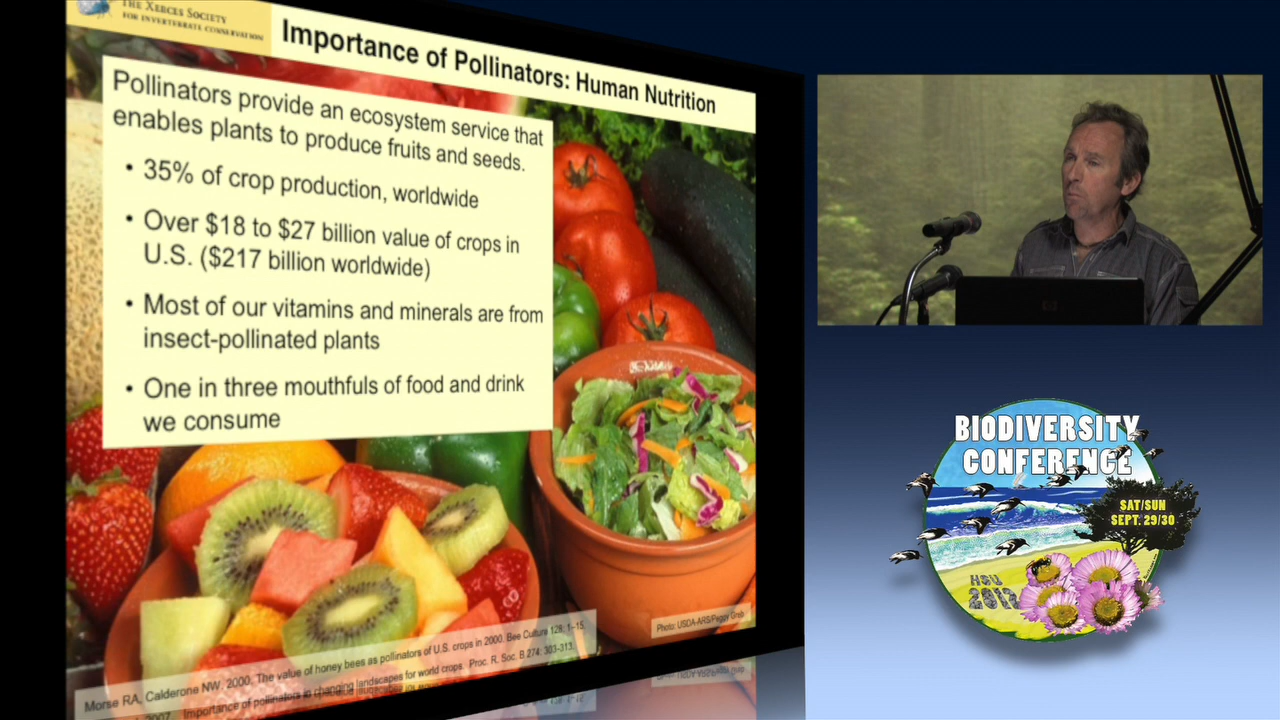 THE XERCES SOCIETY
FOR INVERTEBRATE CONSERVATION
Importance of Pollinators: Human Nutrition
Pollinators provide an ecosystem service that
enables plants to produce fruits and seeds.
• 35% of crop production, worldwide
• Over $18 to $27 billion value of crops in
U.S. ($217 billion worldwide)
• Most of our vitamins and minerals are from
insect-pollinated plants
• One in three mouthfuls of food and drink
we consume
Photo: USDA-ARS/Peggy Greb
Morse RA, Calderone NW. 2000. The value of honey bees as pollinators of U.S. crops in 2000. Bee Culture 128: 1–15.
2007. Importance of pollinators in changing landscapes for world crops. Proc. R. Soc. B 274: 303-313.
BIODIVERSITY
CONFERENCE
SAT/SUN
SEPT. 29/30
HSU
2012
hp